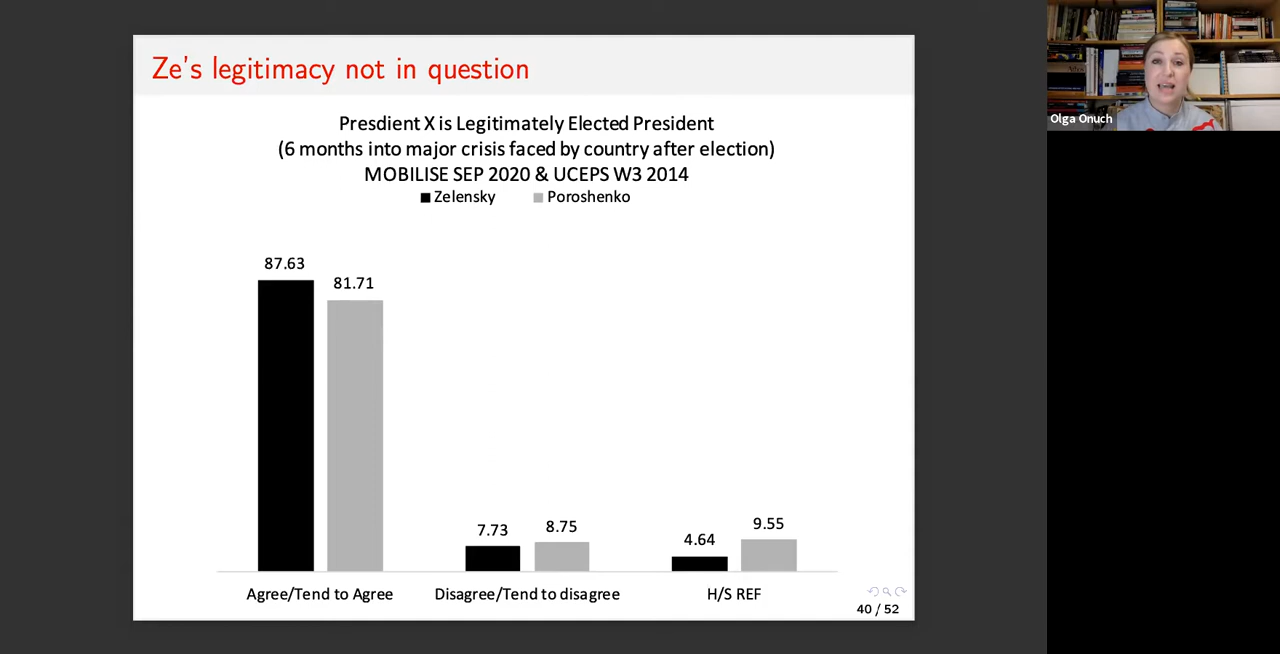 Ze's legitimacy not in question
Presdient X is Legitimately Elected President
(6 months into major crisis faced by country after election)
MOBILISE SEP 2020 & UCEPS W3 2014
Zelensky Poroshenko
87.63
81.71
7.73
8.75
4.64
9.55
Agree/Tend to Agree
Disagree/Tend to disagree
H/S REF
40 / 52
Olga Onuch